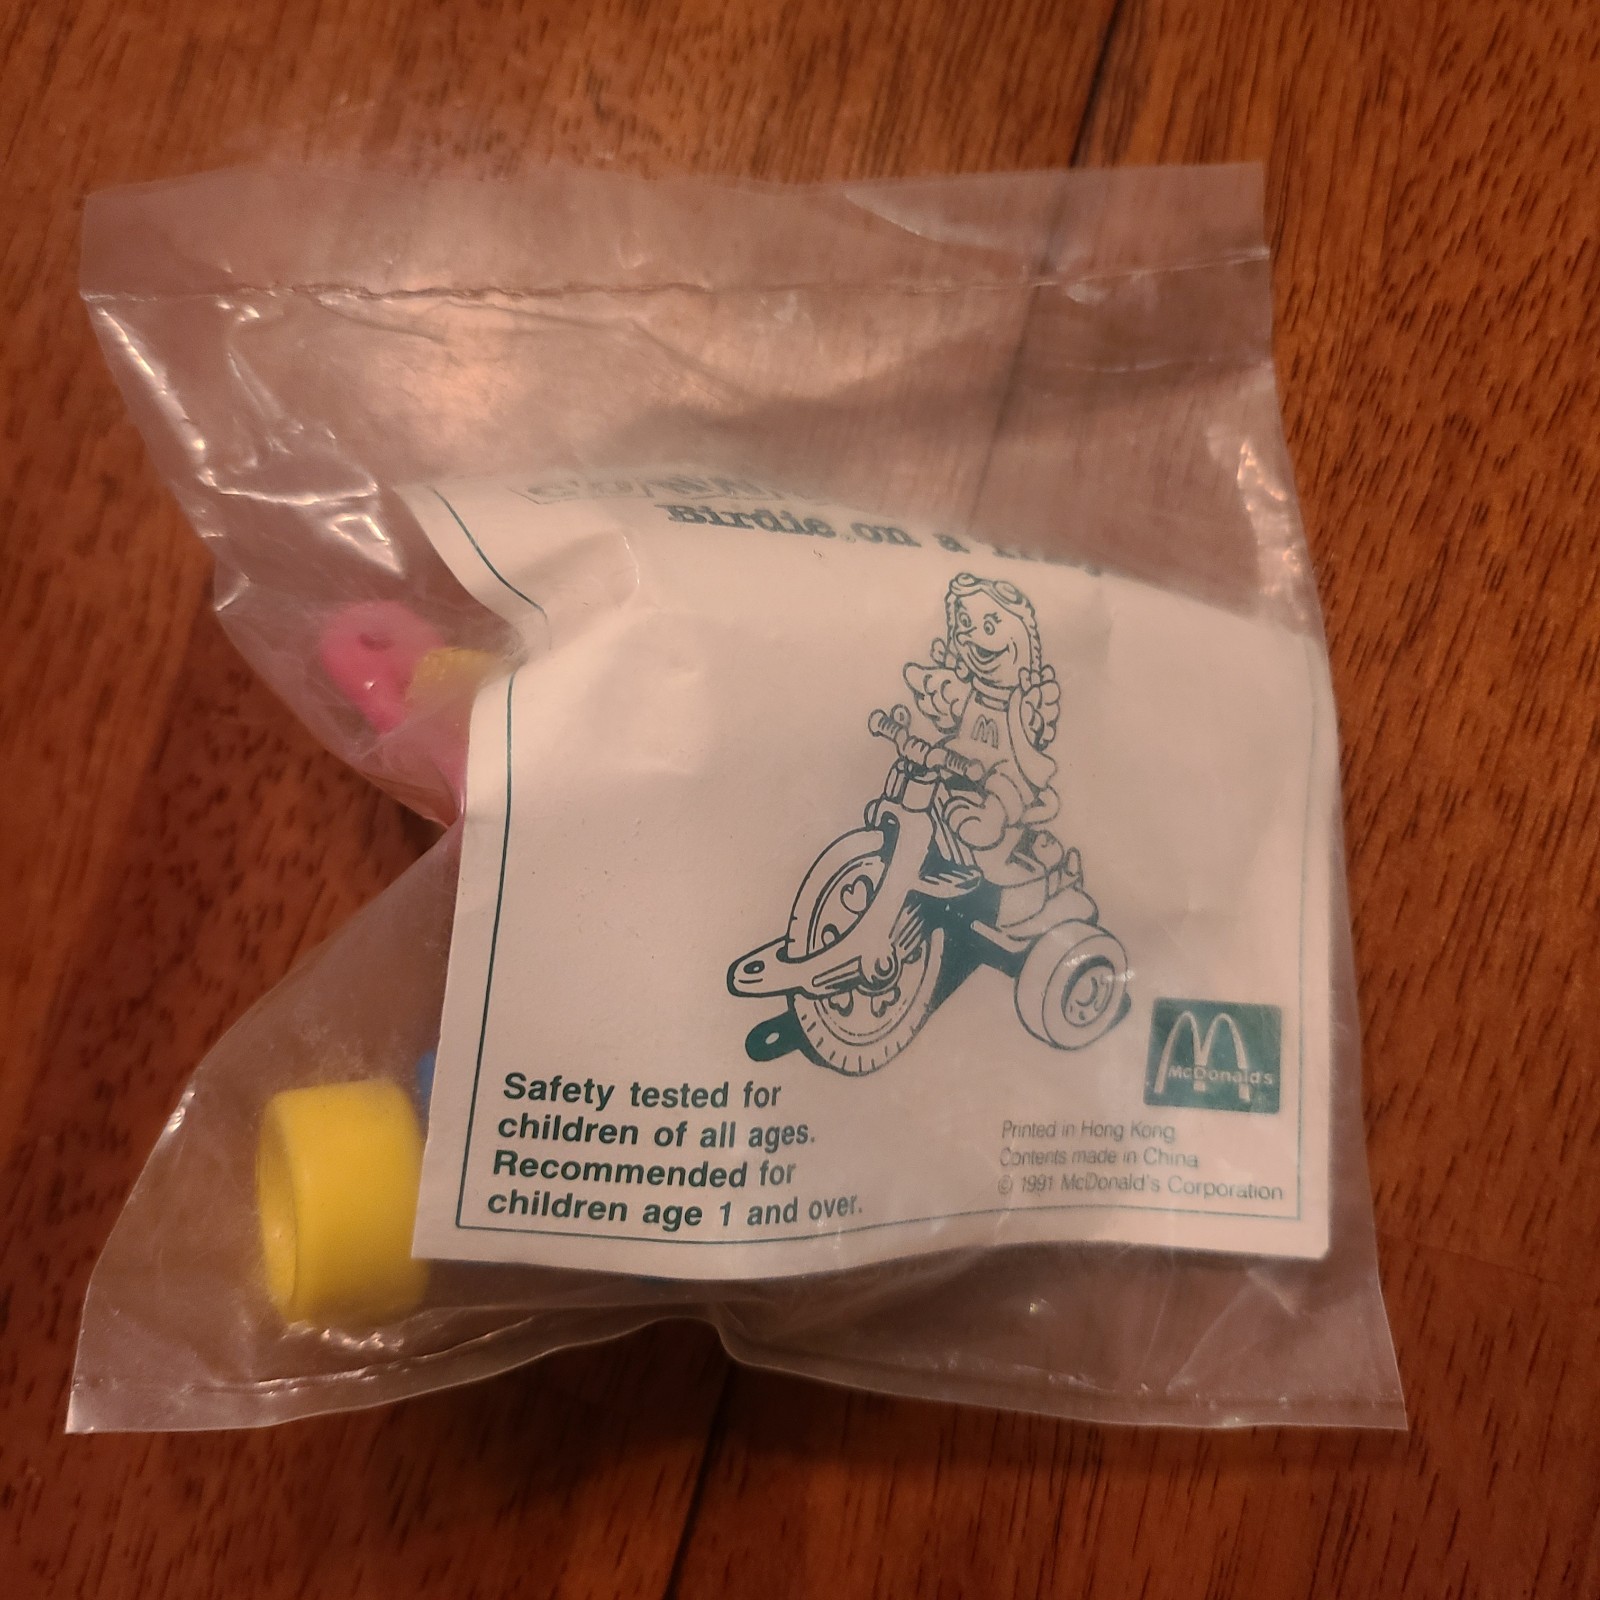 Birdie on a
M
McDonald's
Safety tested for
children of all ages.
Recommended for
children age 1 and over.
Printed in Hong Kong
Contents made in China
© 1991 McDonald's Corporation